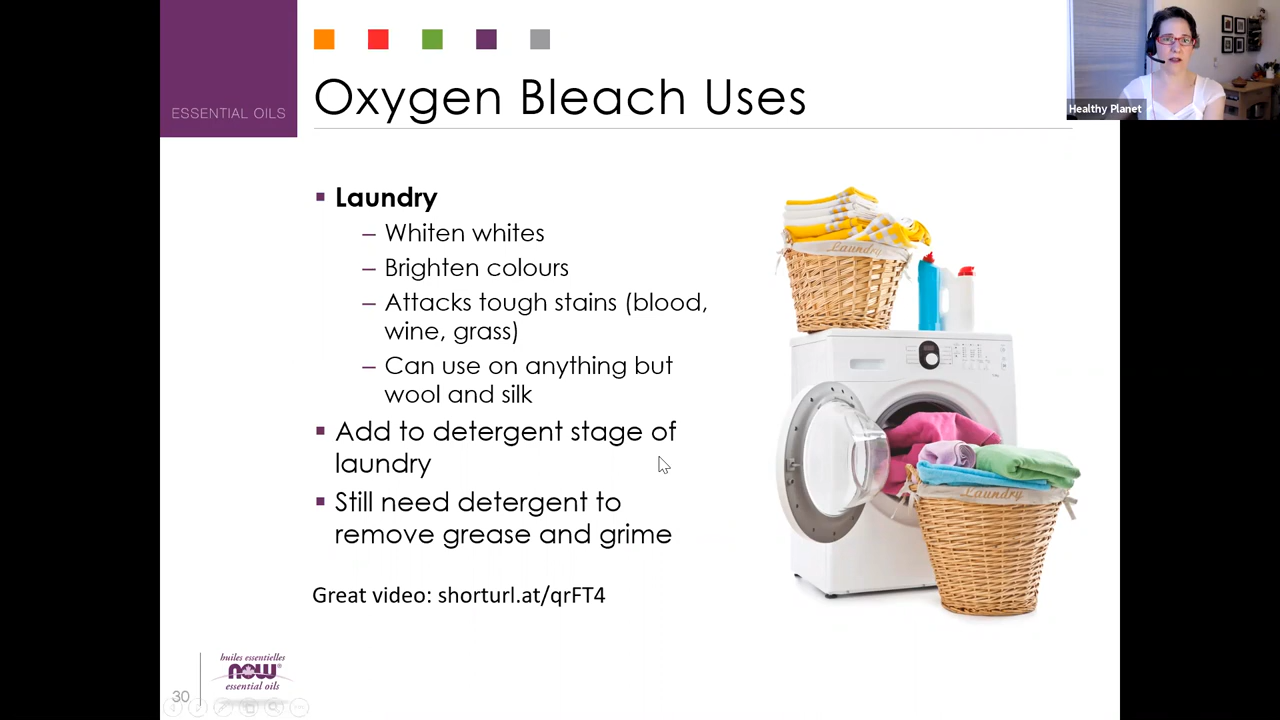 ESSENTIAL OILS
Oxygen Bleach Uses
Healthy Planet
Laundry
– Whiten whites
– Brighten colours
– Attacks tough stains (blood,
wine, grass)
– Can use on anything but
wool and silk
Add to detergent stage of
laundry
Still need detergent to
remove grease and grime
Great video: shorturl.at/qrFT4
Laundry
Laundry
huiles essentielles
NOW®
essential oils
30